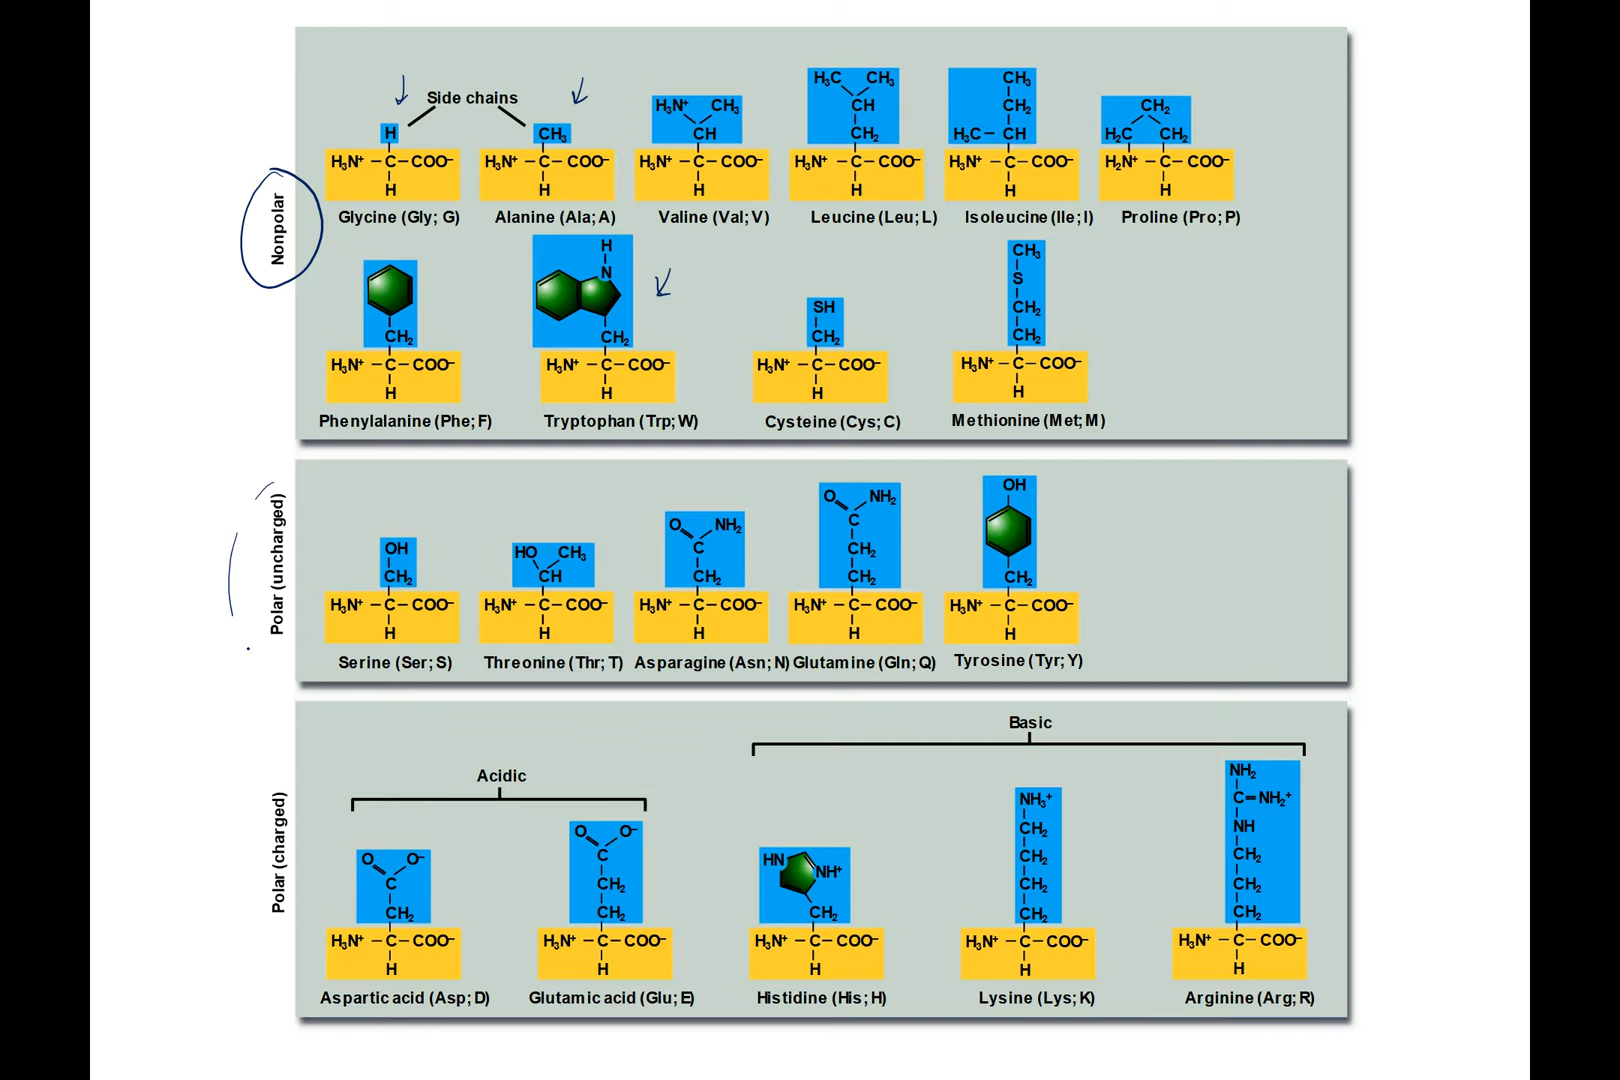 Side chains
H
H₃N⁺ – C – COO⁻
H
Glycine (Gly; G)
CH₃
H₃N⁺ – C – COO⁻
H
Alanine (Ala; A)
H₃N⁺ CH₃
CH
H₃N⁺ – C – COO⁻
H
Valine (Val; V)
H₃C CH₃
CH
CH₂
H₃N⁺ – C – COO⁻
H
Leucine (Leu; L)
CH₃
CH₂
H₃C – CH
H₃N⁺ – C – COO⁻
H
Isoleucine (Ile; I)
CH₂
H₂C CH₂
H₂N⁺ – C – COO⁻
H
Proline (Pro; P)
Nonpolar
CH₂
H₃N⁺ – C – COO⁻
H
Phenylalanine (Phe; F)
H
N
CH₂
H₃N⁺ – C – COO⁻
H
Tryptophan (Trp; W)
SH
CH₂
H₃N⁺ – C – COO⁻
H
Cysteine (Cys; C)
CH₃
S
CH₂
CH₂
H₃N⁺ – C – COO⁻
H
Methionine (Met; M)
Polar (uncharged)
OH
CH₂
H₃N⁺ – C – COO⁻
H
Serine (Ser; S)
HO CH₃
CH
H₃N⁺ – C – COO⁻
H
Threonine (Thr; T)
O NH₂
C
CH₂
H₃N⁺ – C – COO⁻
H
Asparagine (Asn; N)
O NH₂
C
CH₂
CH₂
H₃N⁺ – C – COO⁻
H
Glutamine (Gln; Q)
OH
CH₂
H₃N⁺ – C – COO⁻
H
Tyrosine (Tyr; Y)
Polar (charged)
Acidic
O O⁻
C
CH₂
H₃N⁺ – C – COO⁻
H
Aspartic acid (Asp; D)
O O⁻
C
CH₂
CH₂
H₃N⁺ – C – COO⁻
H
Glutamic acid (Glu; E)
Basic
HN NH⁺
CH₂
H₃N⁺ – C – COO⁻
H
Histidine (His; H)
NH₃⁺
CH₂
CH₂
CH₂
CH₂
H₃N⁺ – C – COO⁻
H
Lysine (Lys; K)
NH₂
C=NH₂⁺
NH
CH₂
CH₂
CH₂
H₃N⁺ – C – COO⁻
H
Arginine (Arg; R)